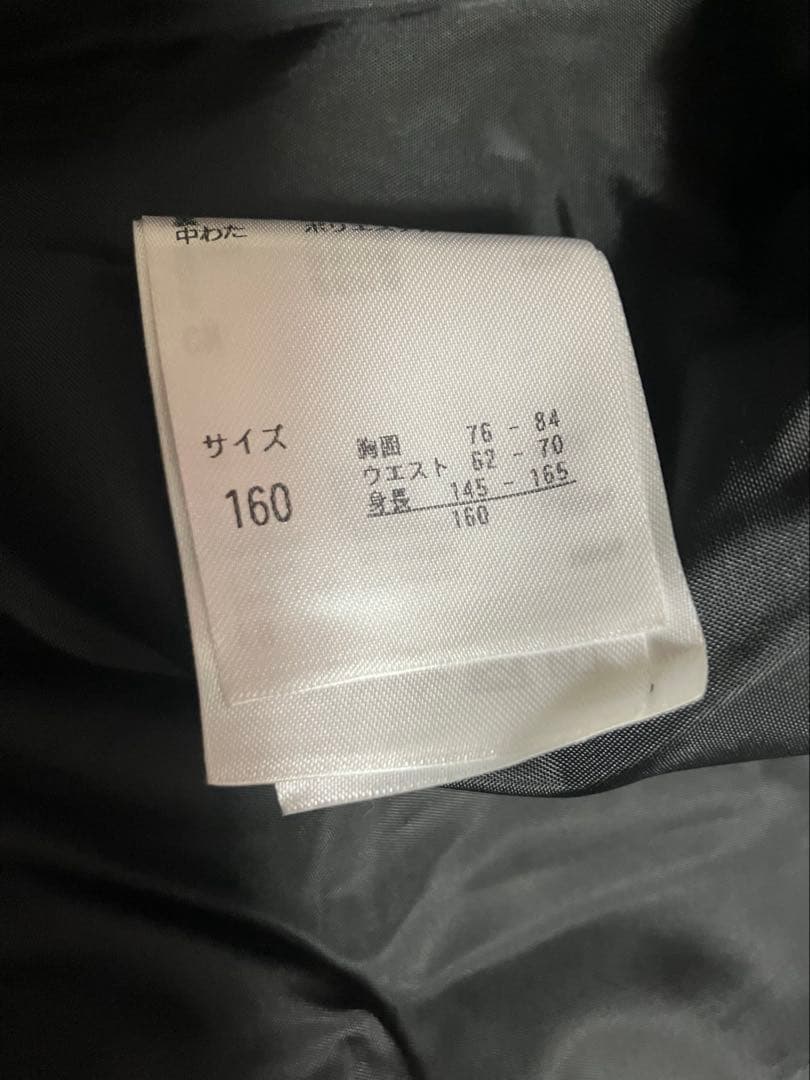 中わた
サイズ
160
胸囲 76 - 84
ウエスト 62 - 70
身長 145 - 165
160